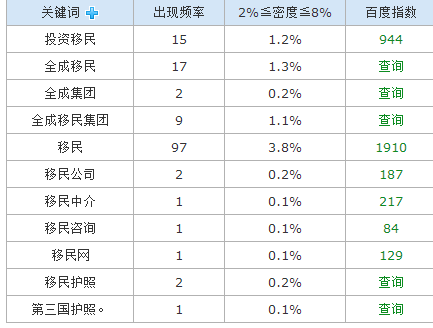 关键词 出现频率 2%≦密度≦8% 百度指数
投资移民 15 1.2% 944
全成移民 17 1.3% 查询
全成集团 2 0.2% 查询
全成移民集团 9 1.1% 查询
移民 97 3.8% 1910
移民公司 2 0.2% 187
移民中介 1 0.1% 217
移民咨询 1 0.1% 84
移民网 1 0.1% 129
移民护照 2 0.2% 查询
第三国护照。 1 0.1% 查询